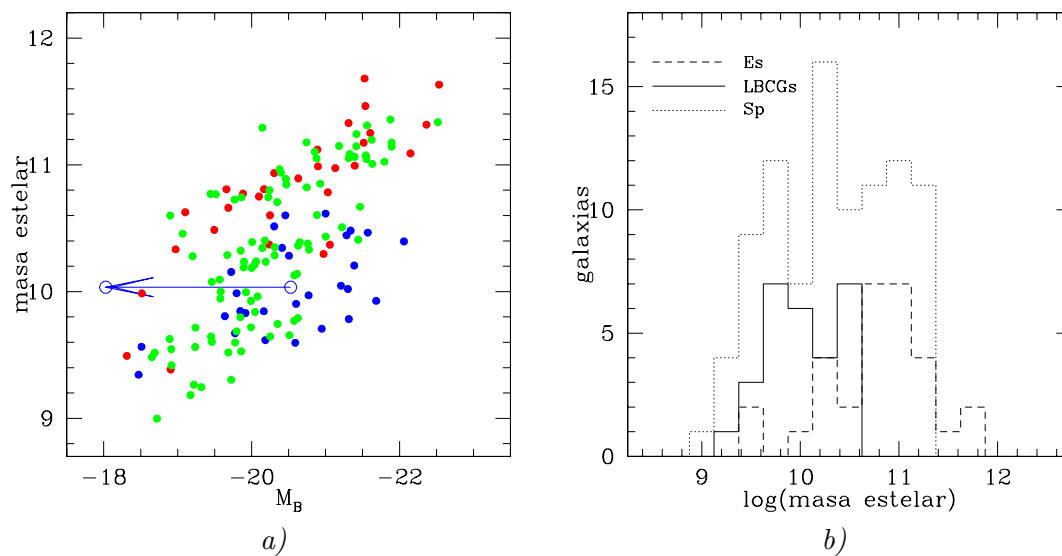 12
11
10
9
masa estelar
−18
−20
−22
M_B
a)
15
10
5
0
galaxias
Es
LBCGs
Sp
9
10
11
12
log(masa estelar)
b)